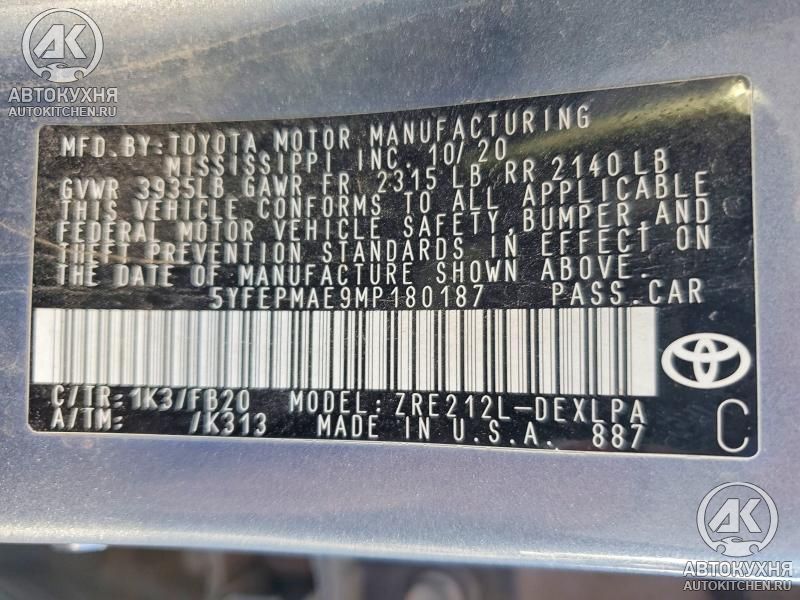 AK
АВТОКУХНЯ
AUTOKITCHEN.RU
MFD.BY:TOYOTA MOTOR MANUFACTURING
MISSISSIPPI INC. 10/20
GVWR 3935LB GAWR FR 2315 LB RR 2140LB
THIS VEHICLE CONFORMS TO ALL APPLICABLE
FEDERAL MOTOR VEHICLE SAFETY,BUMPER AND
THEFT PREVENTION STANDARDS IN EFFECT ON
THE DATE OF MANUFACTURE SHOWN ABOVE.
5YFEPMAE9MP180187 PASS.CAR
C/TR:1K3/FB20 MODEL:ZRE212L-DEXLPA
A/TM: /K313 MADE IN U.S.A. 887 C
AK
АВТОКУХНЯ
AUTOKITCHEN.RU